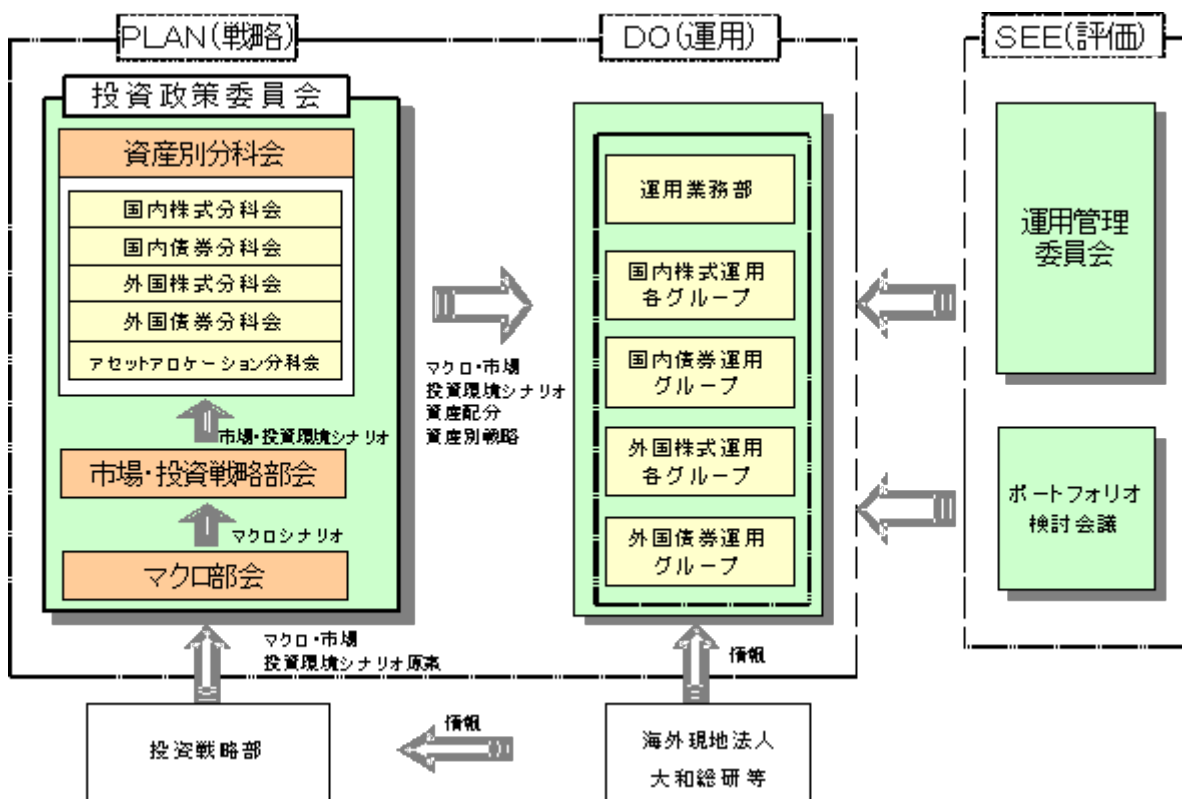 PLAN(戦略)
DO(運用)
SEE(評価)
投資政策委員会
資産別分科会
国内株式分科会
国内債券分科会
外国株式分科会
外国債券分科会
アセットアロケーション分科会
市場・投資環境シナリオ
市場・投資戦略部会
マクロシナリオ
マクロ部会
マクロ・市場
投資環境シナリオ
資産配分
資産別戦略
運用業務部
国内株式運用
各グループ
国内債券運用
グループ
外国株式運用
各グループ
外国債券運用
グループ
運用管理
委員会
ポートフォリオ
検討会議
マクロ・市場
投資環境シナリオ原案
情報
投資戦略部
情報
海外現地法人
大和総研等